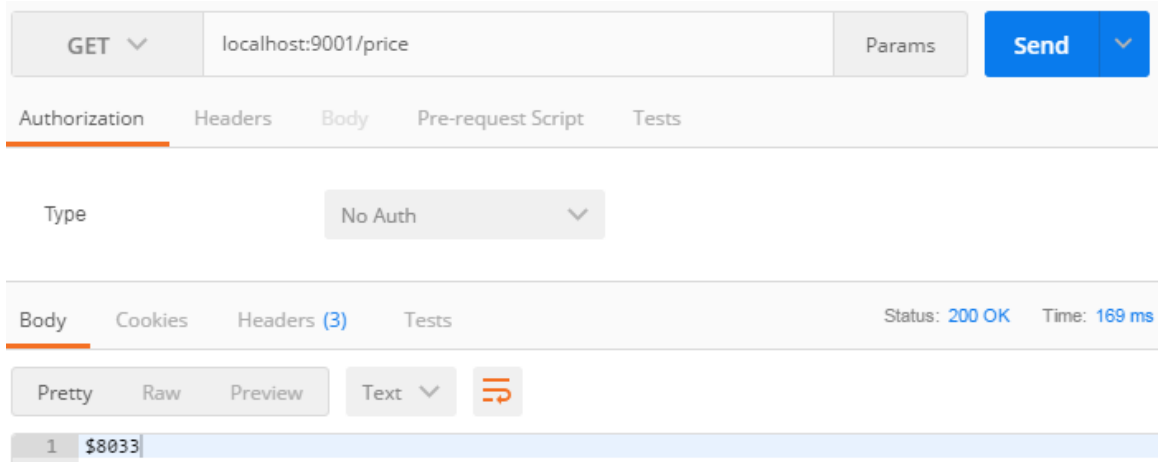 GET localhost:9001/price Params Send
Authorization Headers Body Pre-request Script Tests
Type No Auth
Body Cookies Headers (3) Tests Status: 200 OK Time: 169 ms
Pretty Raw Preview Text
1 $8033